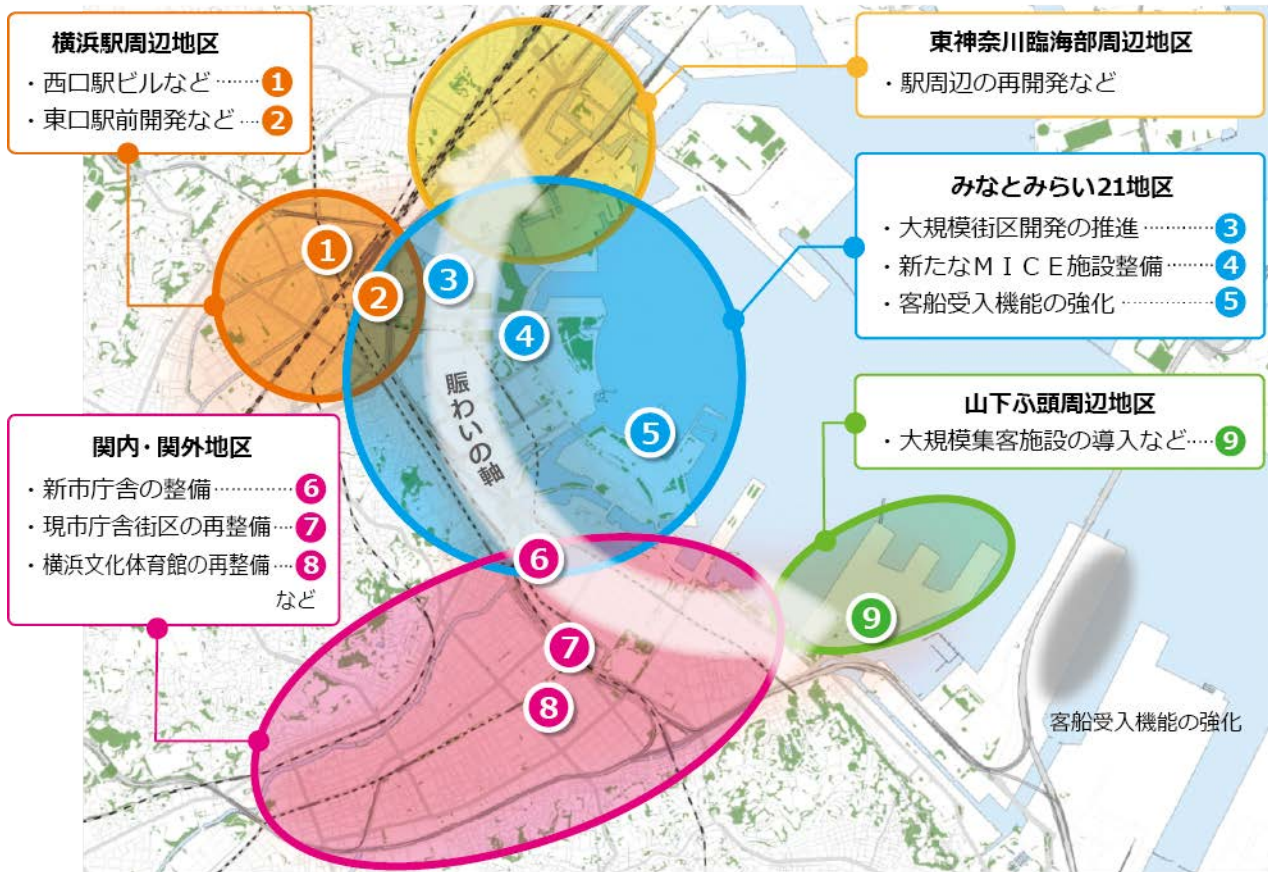 横浜駅周辺地区
・西口駅ビルなど……1
・東口駅前開発など…2
東神奈川臨海部周辺地区
・駅周辺の再開発など
みなとみらい21地区
・大規模街区開発の推進…………3
・新たなＭＩＣＥ施設整備………4
・客船受入機能の強化……………5
山下ふ頭周辺地区
・大規模集客施設の導入など……9
関内・関外地区
・新市庁舎の整備……………6
・現市庁舎街区の再整備…7
・横浜文化体育館の再整備…8
など
1
2
3
4
5
賑わいの軸
6
7
8
9
客船受入機能の強化